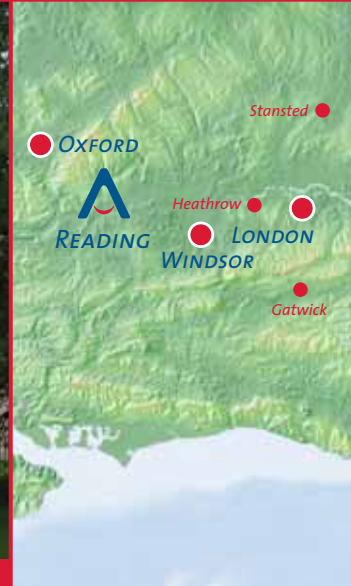 Stansted
OXFORD
Heathrow
READING
LONDON
WINDSOR
Gatwick